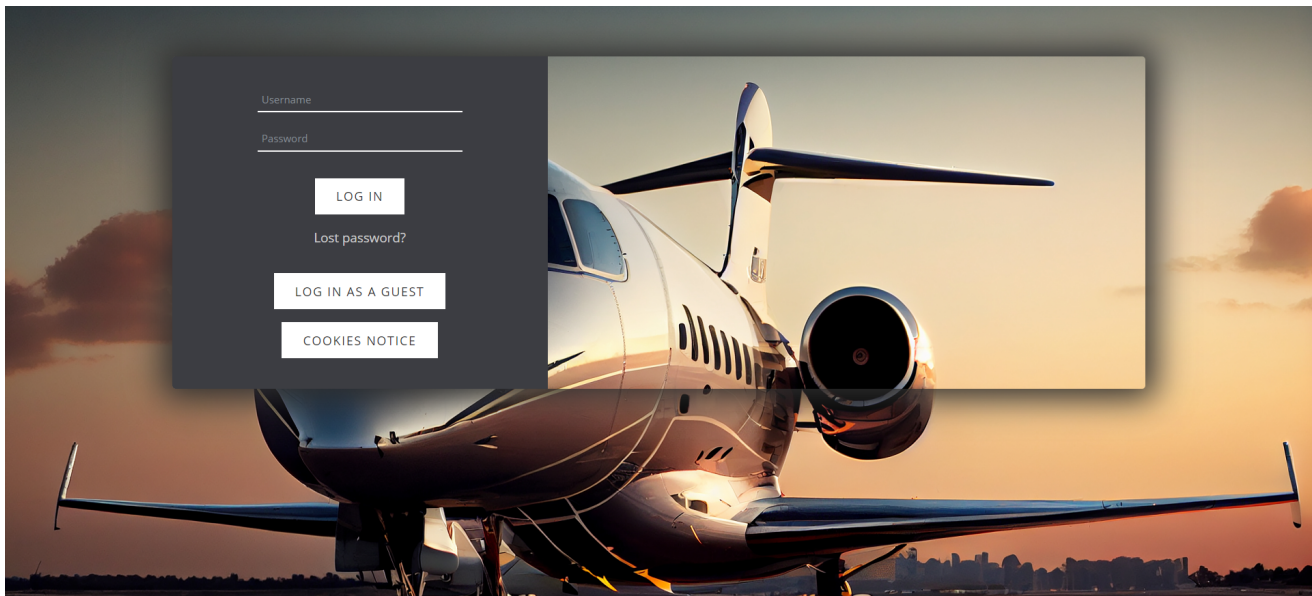 Username
Password
LOG IN
Lost password?
LOG IN AS A GUEST
COOKIES NOTICE